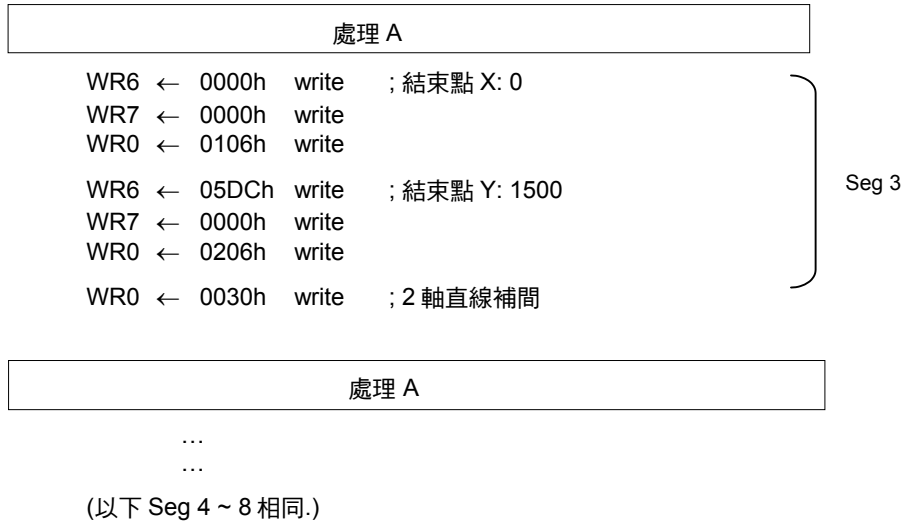 處理 A
WR6 ← 0000h write ; 結束點 X: 0
WR7 ← 0000h write
WR0 ← 0106h write
WR6 ← 05DCh write ; 結束點 Y: 1500
WR7 ← 0000h write
WR0 ← 0206h write
WR0 ← 0030h write ; 2 軸直線補間
Seg 3
處理 A
…
…
(以下 Seg 4 ~ 8 相同.)